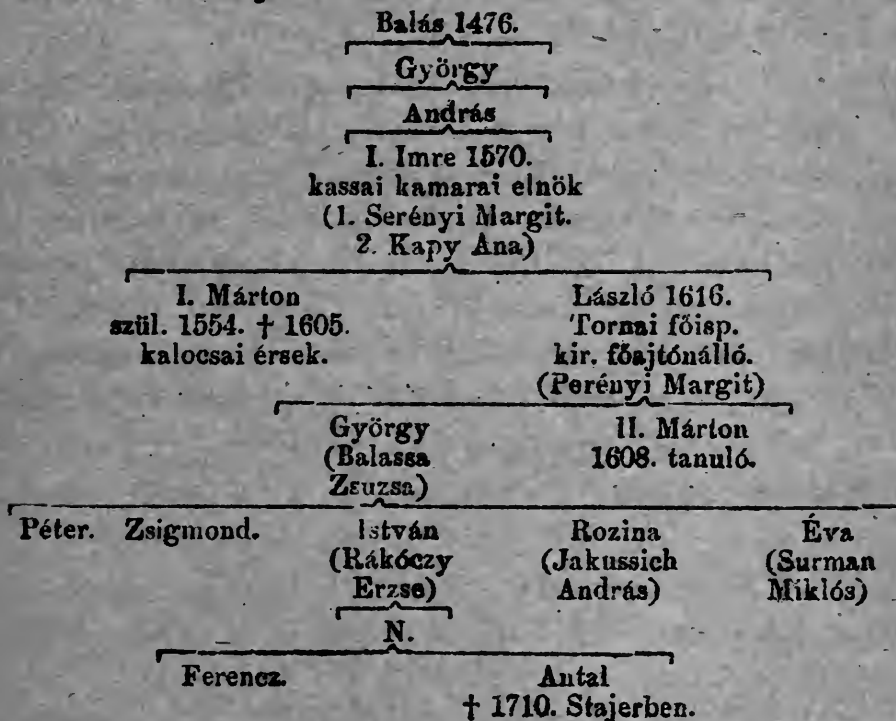 Balás 1476.
György
András
I. Imre 1570.
kassai kamarai elnök
(1. Serényi Margit.
2. Kapy Ana)
I. Márton László 1616.
szül. 1554. † 1605. Tornai főisp.
kalocsai érsek. kir. főajtónálló.
(Perényi Margit)
György II. Márton
(Balassa 1608. tanuló.
Zsuzsa)
Péter. Zsigmond. István Rozina Éva
(Rákóczy (Jakussich (Surman
Erzse) András) Miklós)
N.
Ferencz. Antal
† 1710. Stajerben.